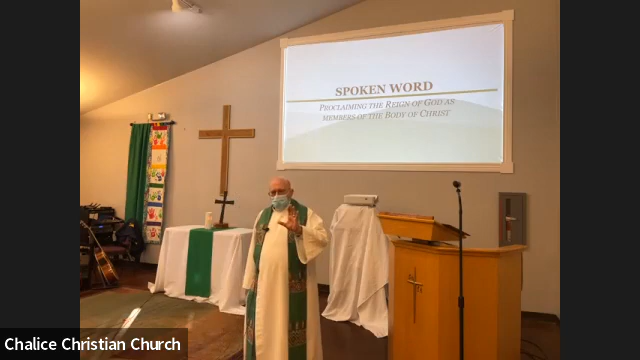 SPOKEN WORD
PROCLAIMING THE REIGN OF GOD AS
MEMBERS OF THE BODY OF CHRIST
Chalice Christian Church